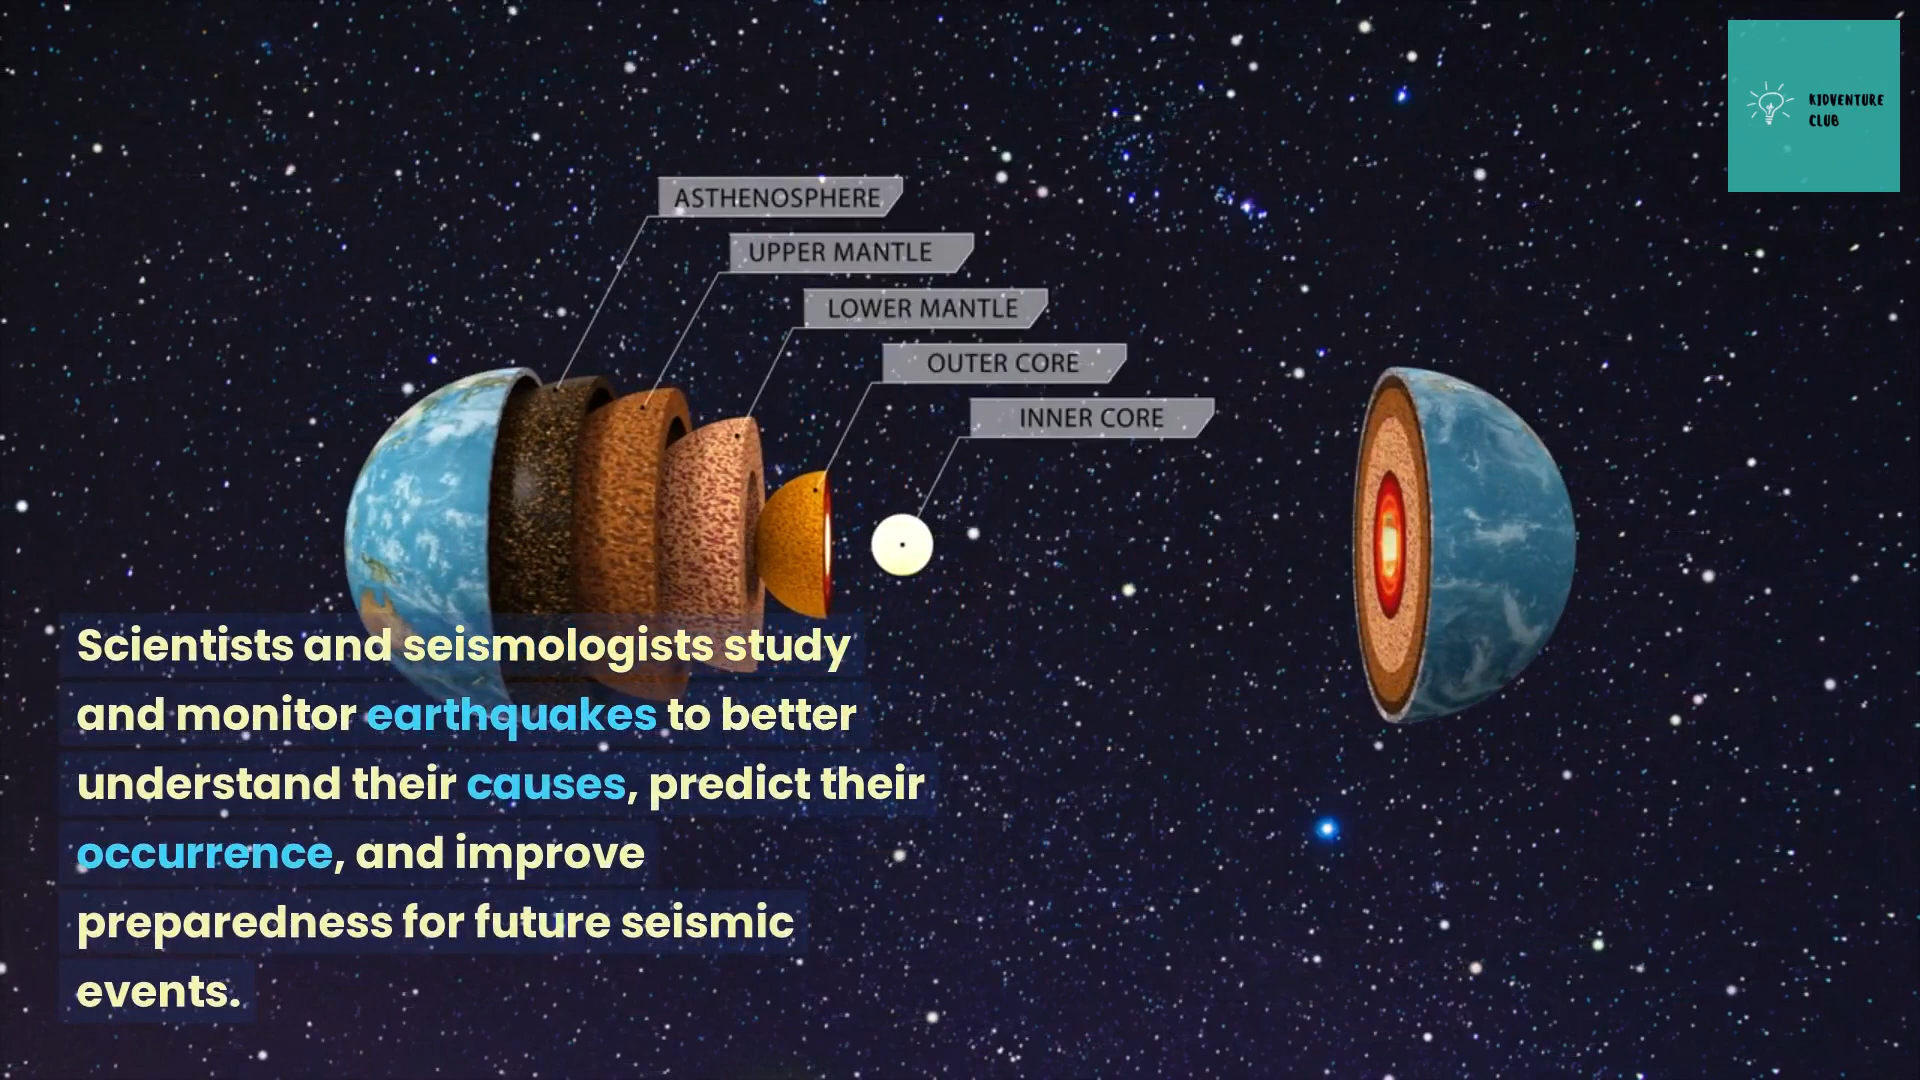 KIDVENTURE
CLUB
ASTHENOSPHERE
UPPER MANTLE
LOWER MANTLE
OUTER CORE
INNER CORE
Scientists and seismologists study
and monitor earthquakes to better
understand their causes, predict their
occurrence, and improve
preparedness for future seismic
events.